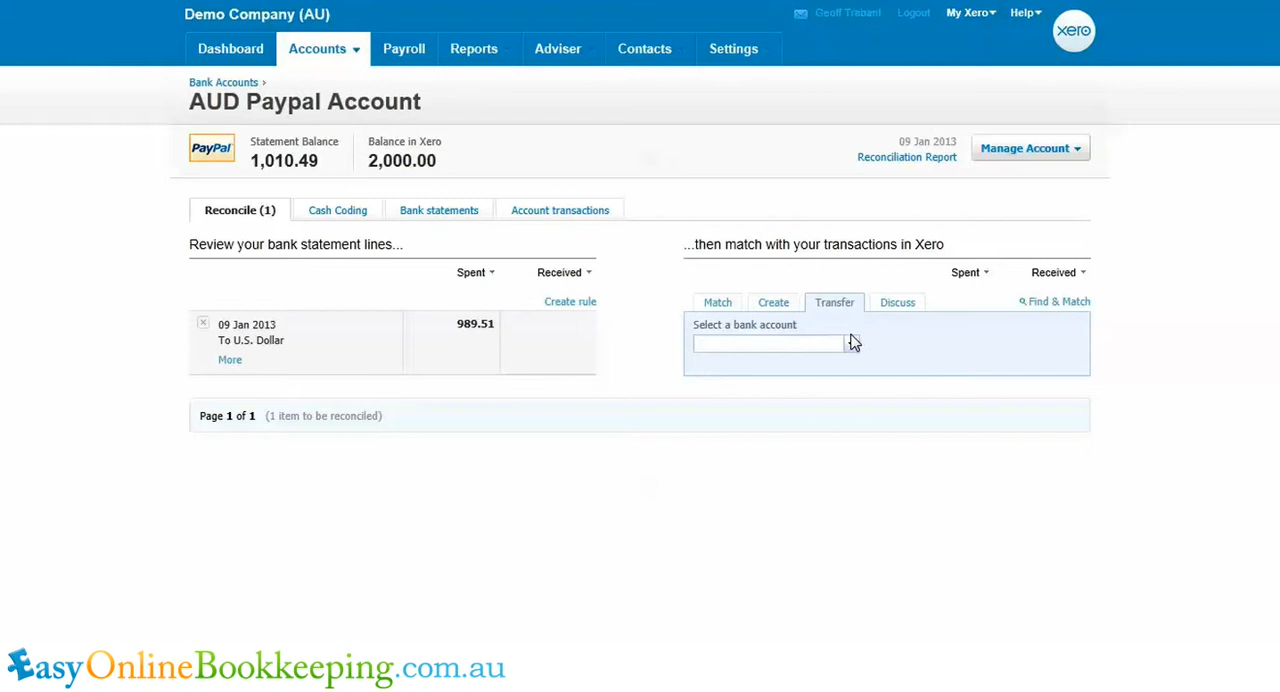 Demo Company (AU)
Geoff Trabant Logout My Xero Help
xero
Dashboard Accounts Payroll Reports Adviser Contacts Settings
Bank Accounts ›
AUD Paypal Account
PayPal
Statement Balance
1,010.49
Balance in Xero
2,000.00
09 Jan 2013
Reconciliation Report
Manage Account
Reconcile (1) Cash Coding Bank statements Account transactions
Review your bank statement lines...
Spent Received
Create rule
09 Jan 2013 989.51
To U.S. Dollar
More
...then match with your transactions in Xero
Spent Received
Match Create Transfer Discuss Find & Match
Select a bank account
Page 1 of 1 (1 item to be reconciled)
EasyOnlineBookkeeping.com.au